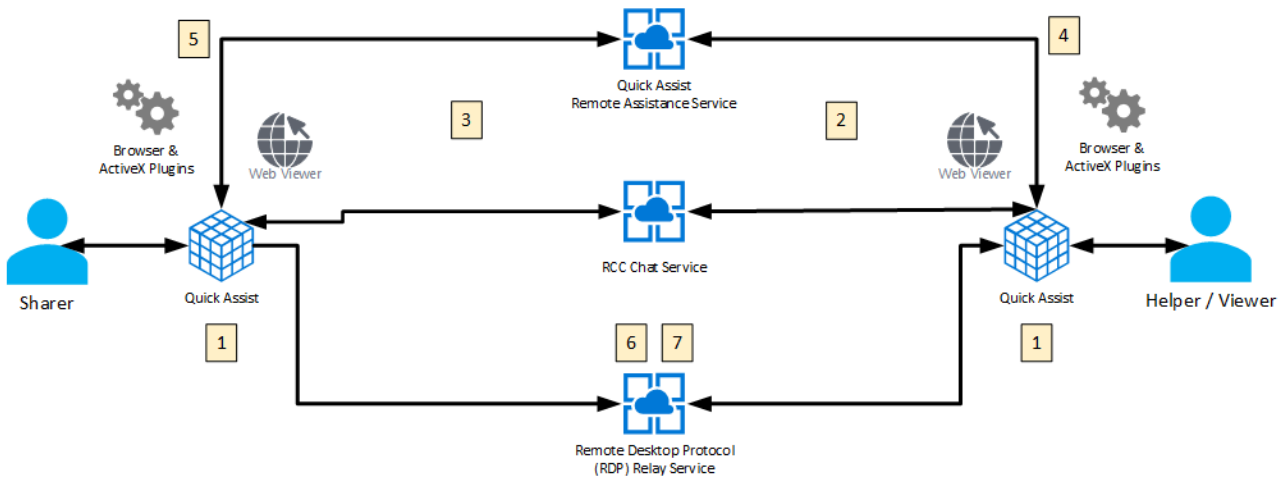 5
4
Quick Assist
Remote Assistance Service
3
2
Browser &
ActiveX Plugins
Web Viewer
Web Viewer
Browser &
ActiveX Plugins
RCC Chat Service
Sharer
Quick Assist
Quick Assist
Helper / Viewer
1
6
7
1
Remote Desktop Protocol
(RDP) Relay Service